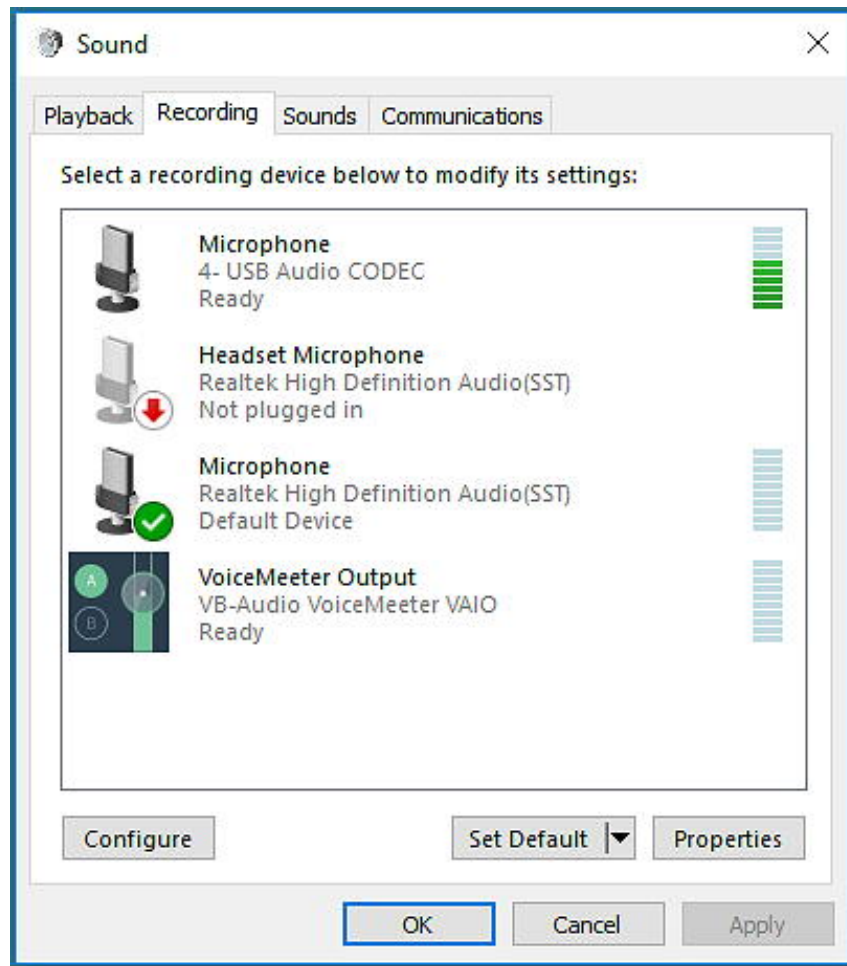 Sound
Playback Recording Sounds Communications
Select a recording device below to modify its settings:
Microphone
4- USB Audio CODEC
Ready
Headset Microphone
Realtek High Definition Audio(SST)
Not plugged in
Microphone
Realtek High Definition Audio(SST)
Default Device
A
B
VoiceMeeter Output
VB-Audio VoiceMeeter VAIO
Ready
Configure Set Default Properties
OK Cancel Apply